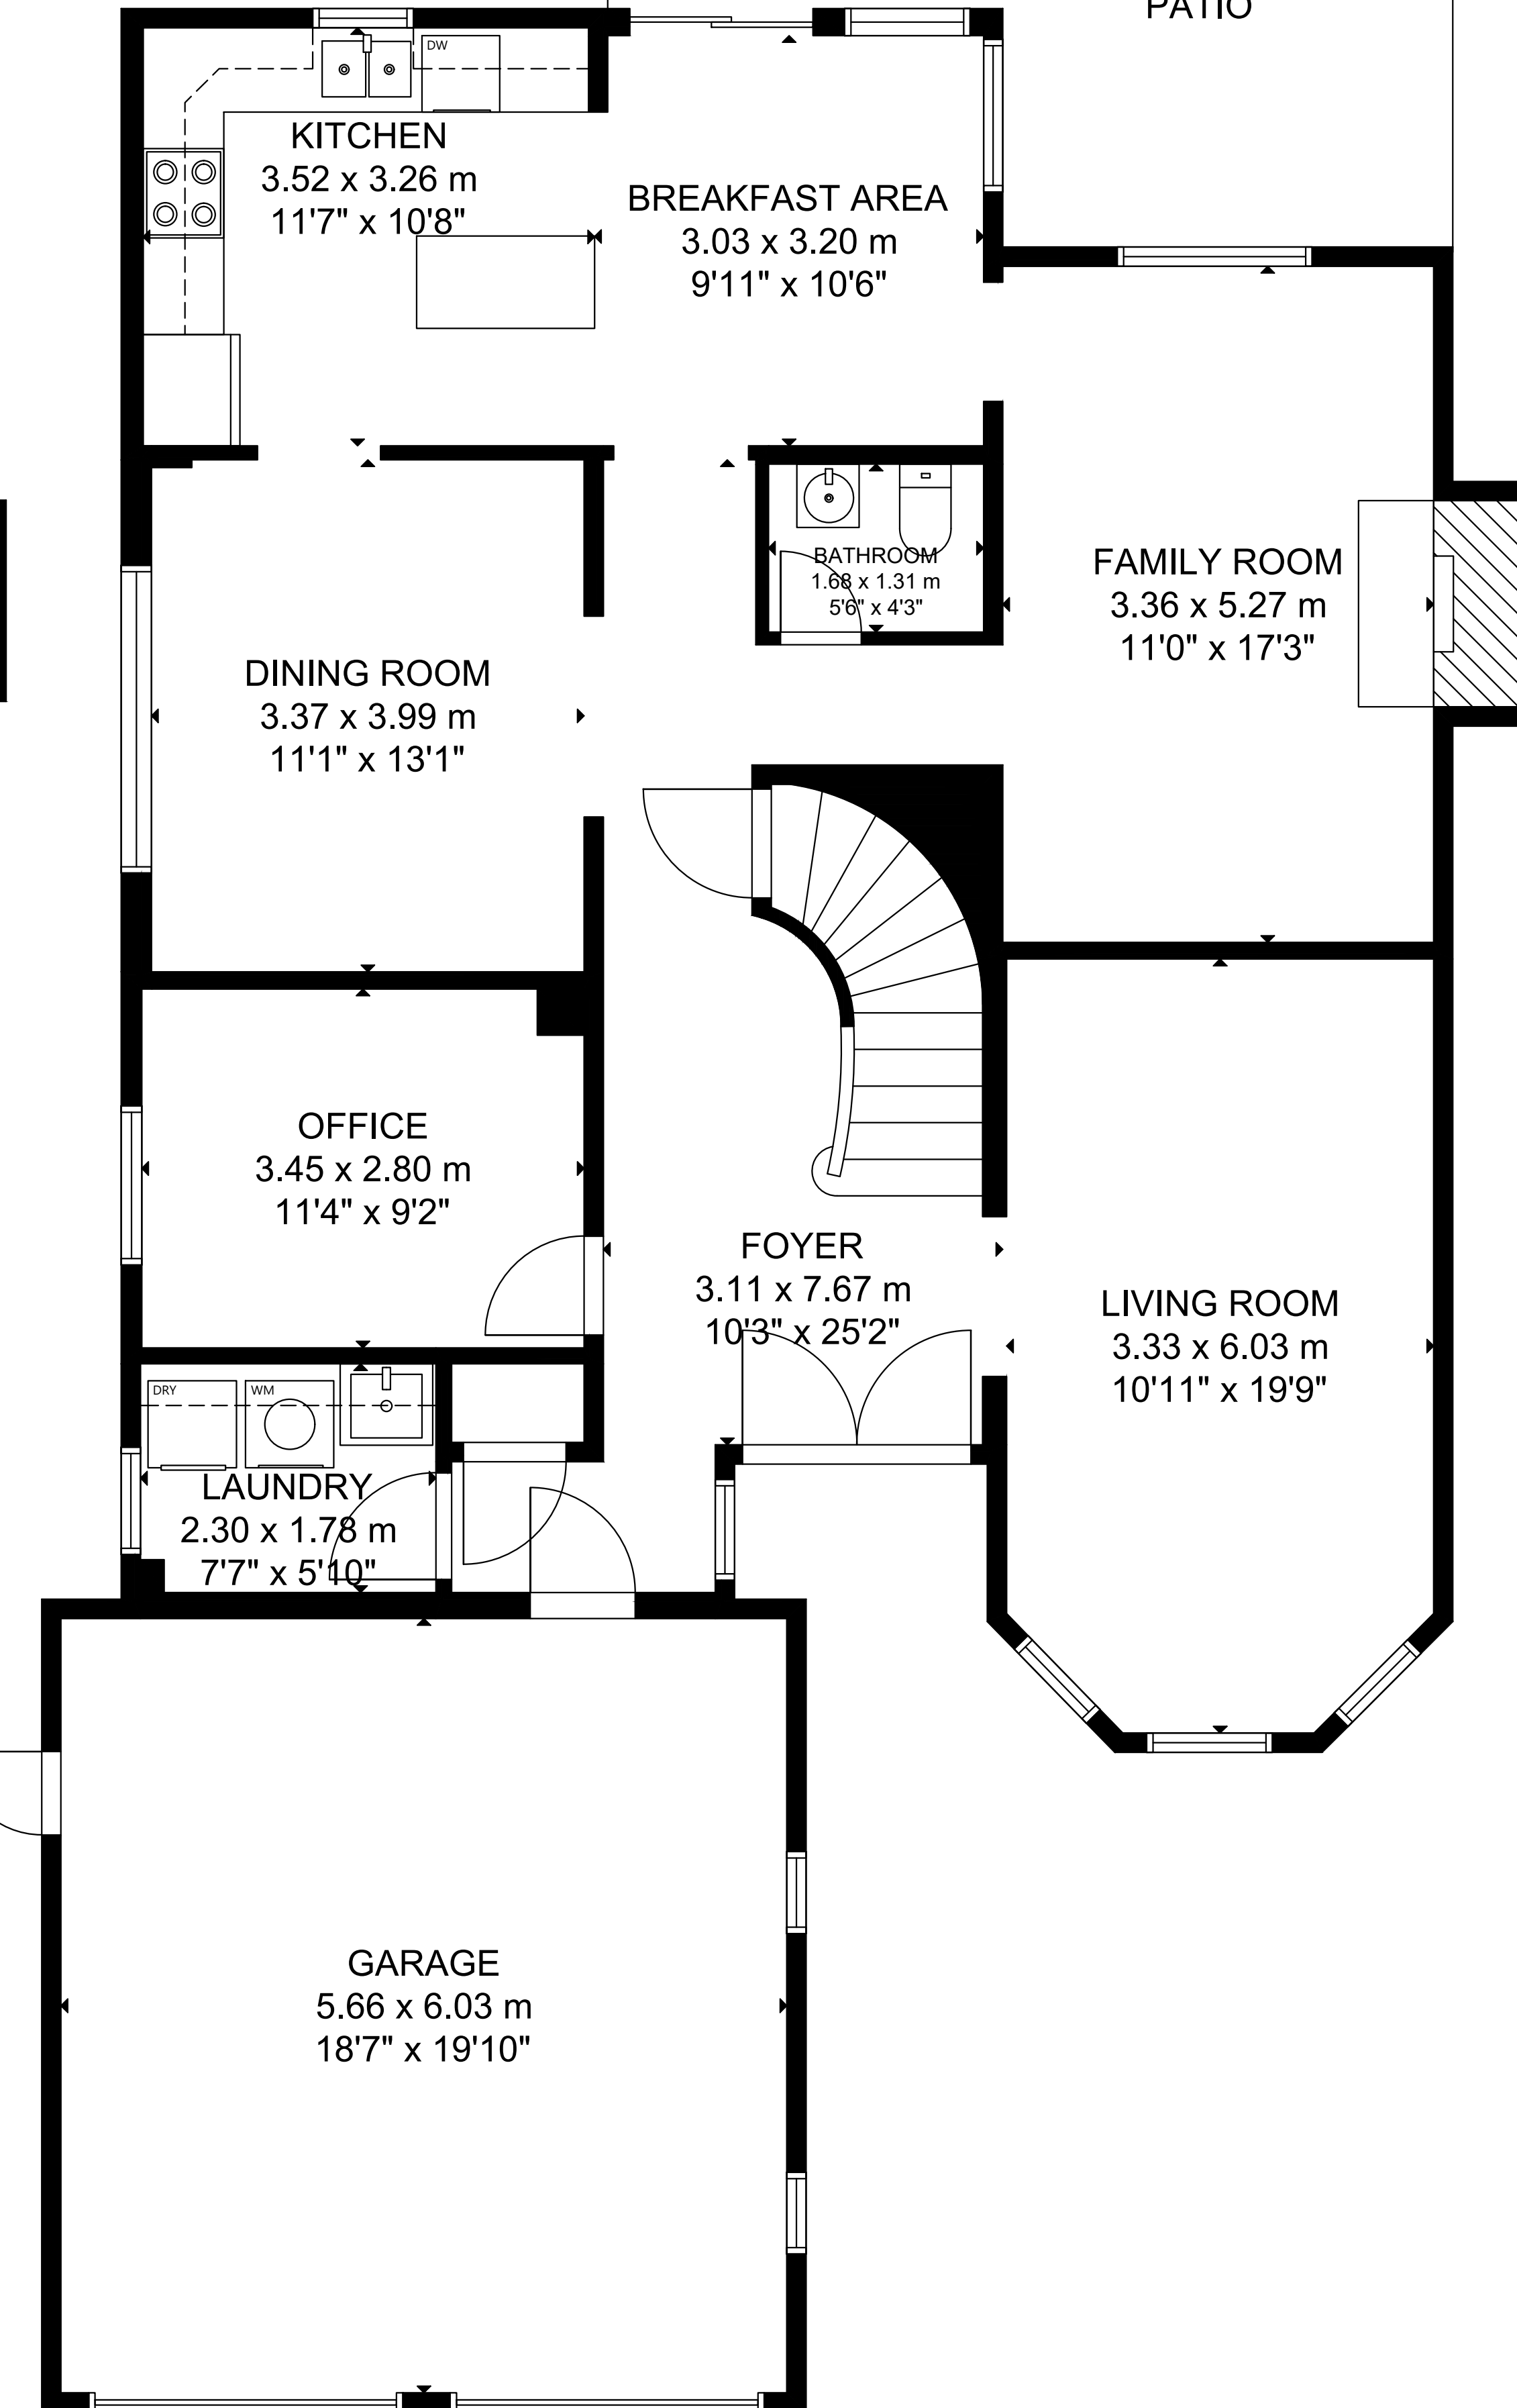 PATIO
DW
KITCHEN
3.52 x 3.26 m
11'7" x 10'8"
BREAKFAST AREA
3.03 x 3.20 m
9'11" x 10'6"
BATHROOM
1.68 x 1.31 m
5'6" x 4'3"
FAMILY ROOM
3.36 x 5.27 m
11'0" x 17'3"
DINING ROOM
3.37 x 3.99 m
11'1" x 13'1"
OFFICE
3.45 x 2.80 m
11'4" x 9'2"
FOYER
3.11 x 7.67 m
10'3" x 25'2"
LIVING ROOM
3.33 x 6.03 m
10'11" x 19'9"
DRY
WM
LAUNDRY
2.30 x 1.78 m
7'7" x 5'10"
GARAGE
5.66 x 6.03 m
18'7" x 19'10"